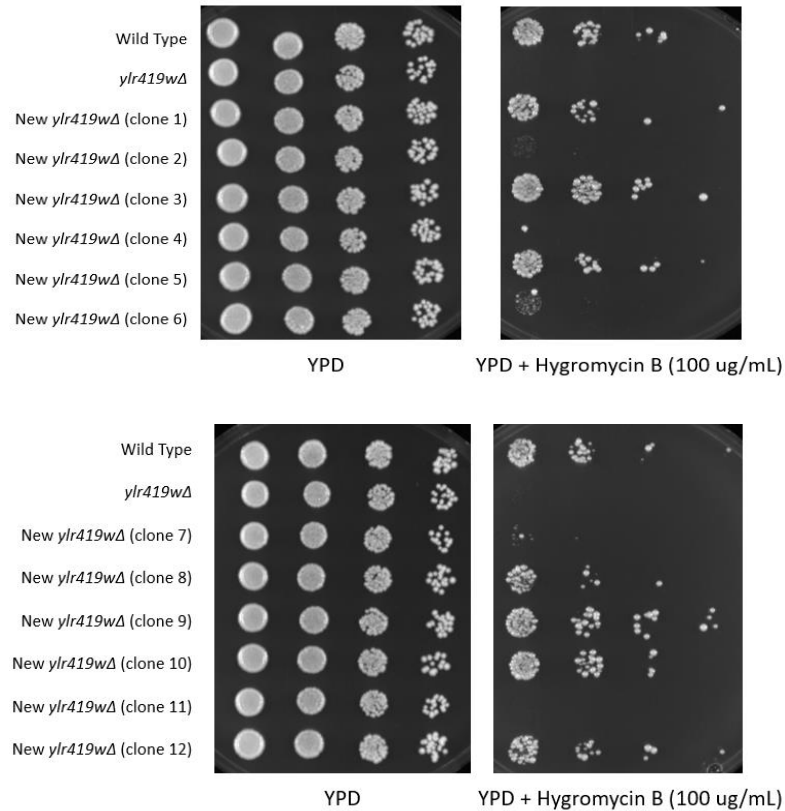 Wild Type
ylr419wΔ
New ylr419wΔ (clone 1)
New ylr419wΔ (clone 2)
New ylr419wΔ (clone 3)
New ylr419wΔ (clone 4)
New ylr419wΔ (clone 5)
New ylr419wΔ (clone 6)
YPD
YPD + Hygromycin B (100 ug/mL)
Wild Type
ylr419wΔ
New ylr419wΔ (clone 7)
New ylr419wΔ (clone 8)
New ylr419wΔ (clone 9)
New ylr419wΔ (clone 10)
New ylr419wΔ (clone 11)
New ylr419wΔ (clone 12)
YPD
YPD + Hygromycin B (100 ug/mL)